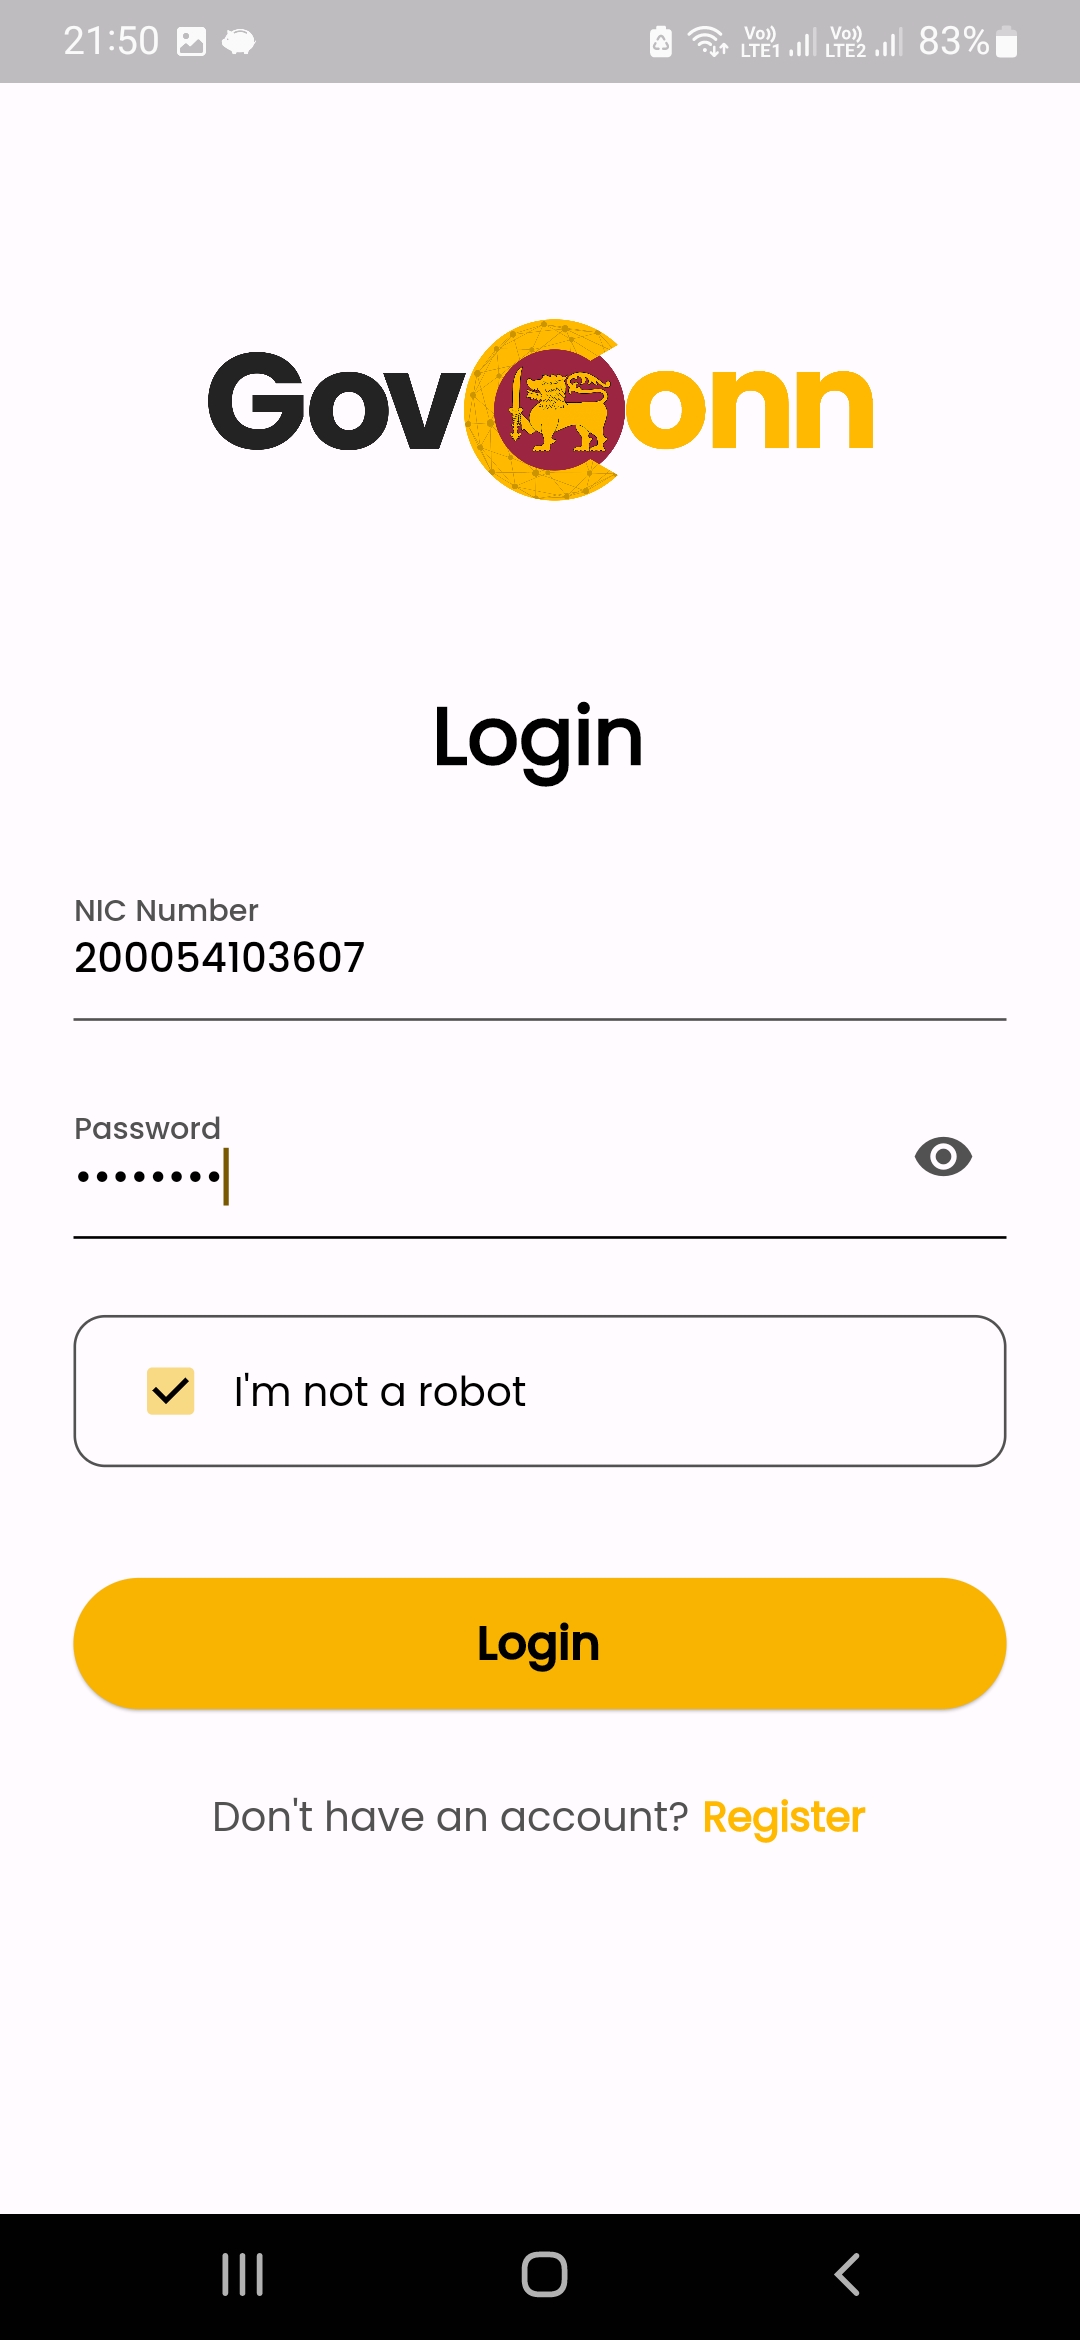 21:50 Vo)) LTE1 Vo)) LTE2 83%
GovConn
Login
NIC Number
200054103607
Password
••••••••
I'm not a robot
Login
Don't have an account? Register